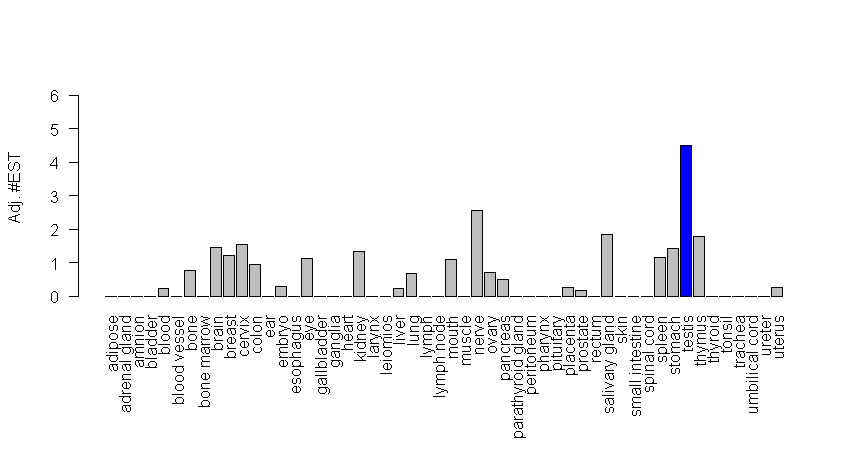 Adj. #EST
6
5
4
3
2
1
0
adipose
adrenal gland
amnion
bladder
blood
blood vessel
bone
bone marrow
brain
breast
cervix
colon
ear
embryo
esophagus
eye
gallbladder
ganglia
heart
kidney
larynx
leiomios
liver
lung
lymph
lymph node
mouth
muscle
nerve
ovary
pancreas
parathyroid gland
peritoneum
pharynx
pituitary
placenta
prostate
rectum
salivary gland
skin
small intestine
spinal cord
spleen
stomach
testis
thymus
thyroid
tonsil
trachea
umbilical cord
ureter
uterus